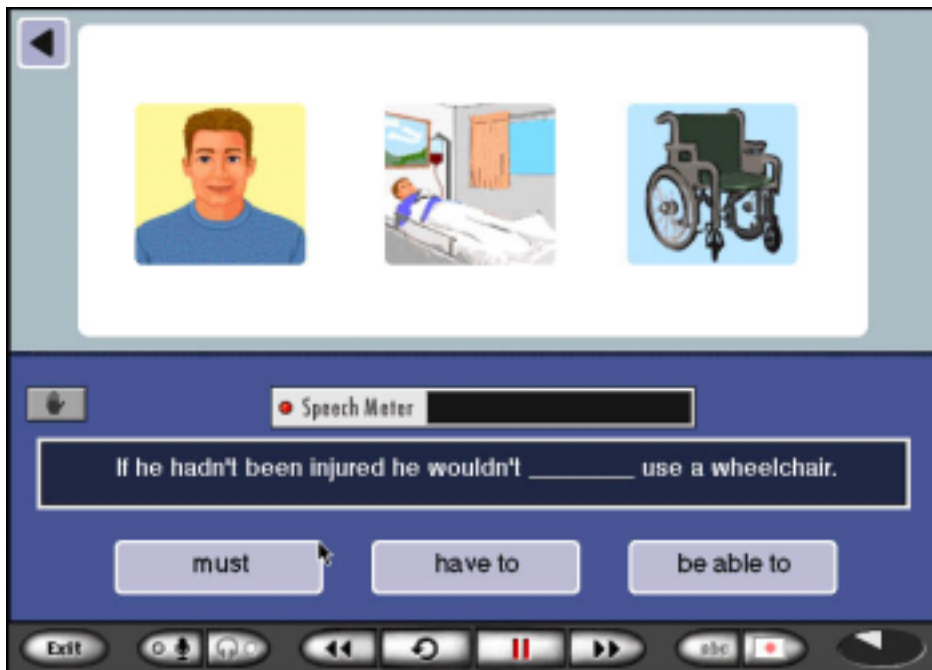 Speech Meter
If he hadn't been injured he wouldn't ________ use a wheelchair.
must have to be able to
Exit abc